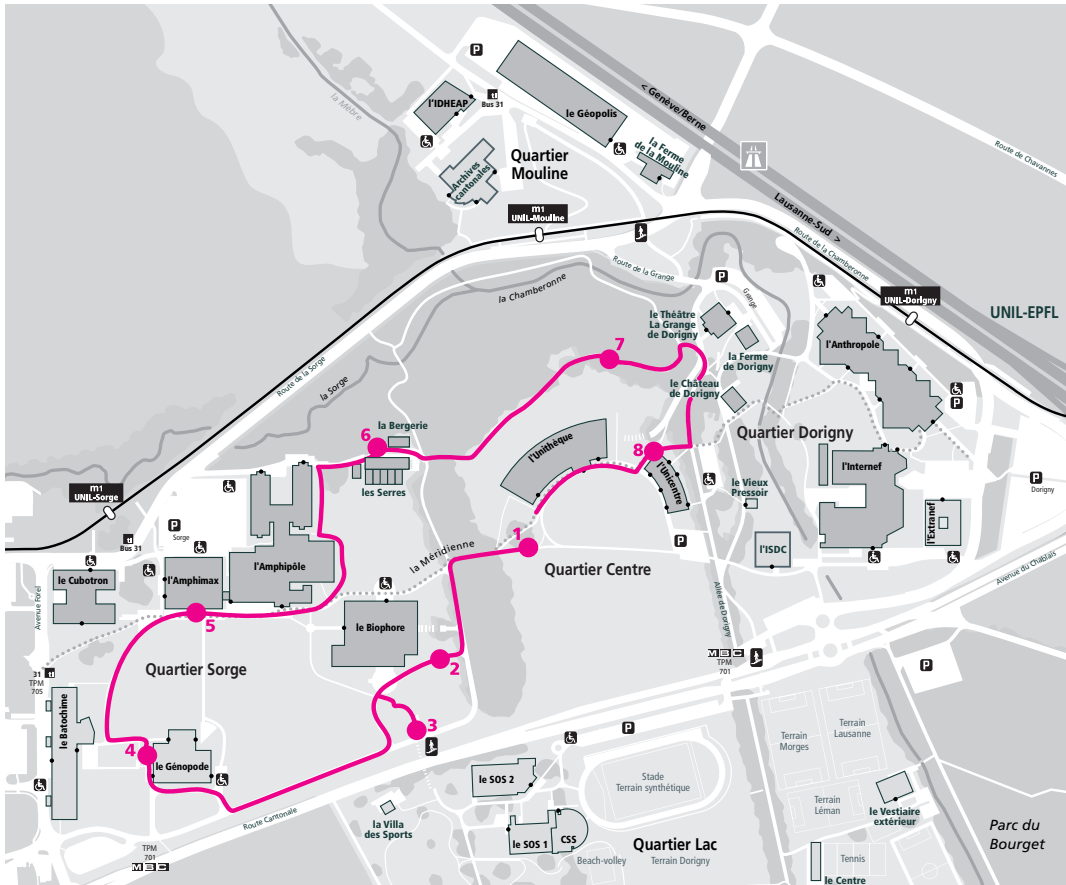 P
la Mèbre
l'IDHEAP
tl
Bus 31
le Géopolis
< Genève/Berne
Route de Chavannes
la Ferme
de la Mouline
Archives
cantonales
Quartier
Mouline
m1
UNIL-Mouline
Lausanne-Sud >
Route de la Chamberonne
Route de la Grange
P
m1
UNIL-Dorigny
la Chamberonne
Grange
UNIL-EPFL
le Théâtre
La Grange
de Dorigny
7
l'Anthropole
la Ferme
de Dorigny
Route de la Sorge
la Sorge
le Château
de Dorigny
P
la Bergerie
6
Quartier Dorigny
8
l'Unithèque
l'Unicentre
l'Internef
les Serres
le Vieux
Pressoir
P
Dorigny
m1
UNIL-Sorge
P
Sorge
tl
Bus 31
l'Extranef
la Méridienne
1
Quartier Centre
P
l'ISDC
l'Amphipôle
l'Amphimax
le Cubotron
Avenue du Chablais
Avenue Forel
5
le Biophore
Allée de Dorigny
Quartier Sorge
2
MBC
TPM
701
P
31 tl
TPM
705
3
P
le Batochime
4
le Génopode
Terrain
Morges
Terrain
Lausanne
le SOS 2
Stade
Terrain synthétique
Terrain
Léman
le Vestiaire
extérieur
Route Cantonale
la Villa
des Sports
le SOS 1
CSS
Quartier Lac
Terrain Dorigny
Beach-volley
Parc du
Bourget
TPM
701
MBC
Tennis
le Centre